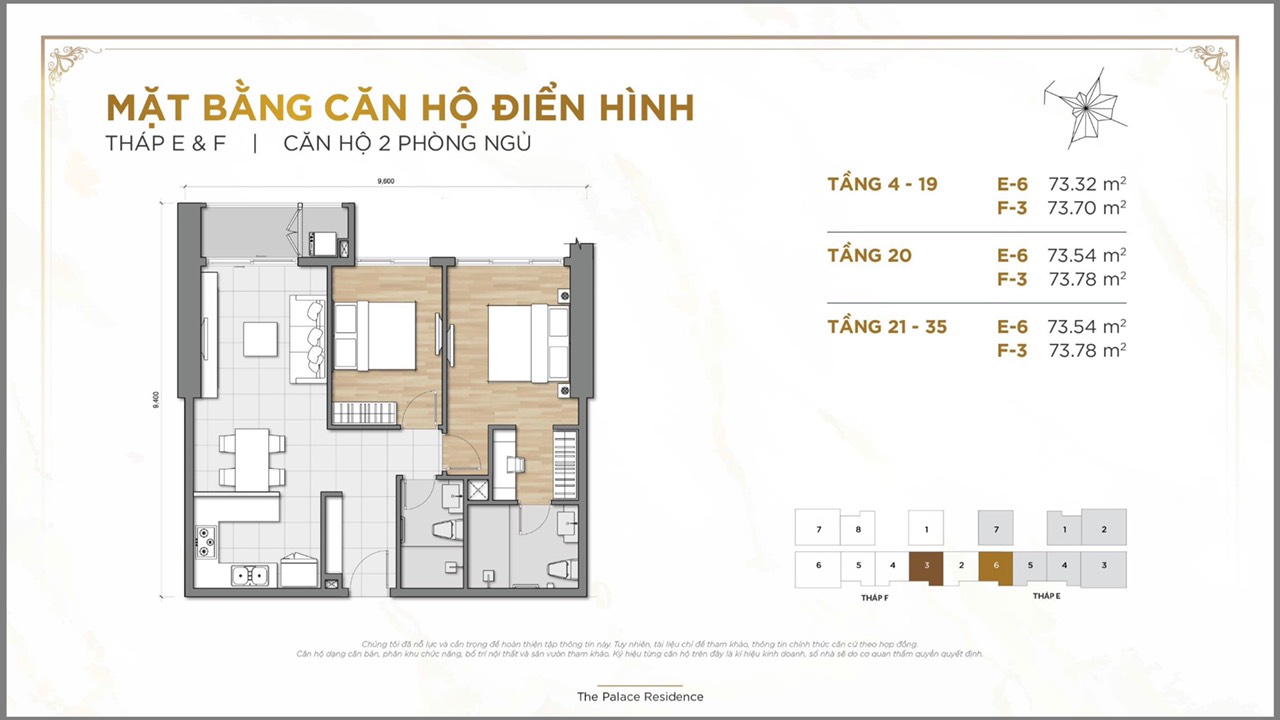 MẶT BẰNG CĂN HỘ ĐIỂN HÌNH
THÁP E & F | CĂN HỘ 2 PHÒNG NGỦ
9,600
9,400
TẦNG 4 - 19 E-6 73.32 m²
F-3 73.70 m²
TẦNG 20 E-6 73.54 m²
F-3 73.78 m²
TẦNG 21 - 35 E-6 73.54 m²
F-3 73.78 m²
7 8 1 7 1 2
6 5 4 3 2 6 5 4 3
THÁP F THÁP E
Chúng tôi đã nỗ lực và cẩn trọng để hoàn thiện tập thông tin này. Tuy nhiên, tài liệu chỉ để tham khảo, thông tin chính thức căn cứ theo hợp đồng.
Căn hộ dạng căn bản, phân khu chức năng, bố trí nội thất và sân vườn tham khảo. Ký hiệu từng căn hộ trên đây là kí hiệu kinh doanh, số nhà sẽ do cơ quan thẩm quyền quyết định.
The Palace Residence